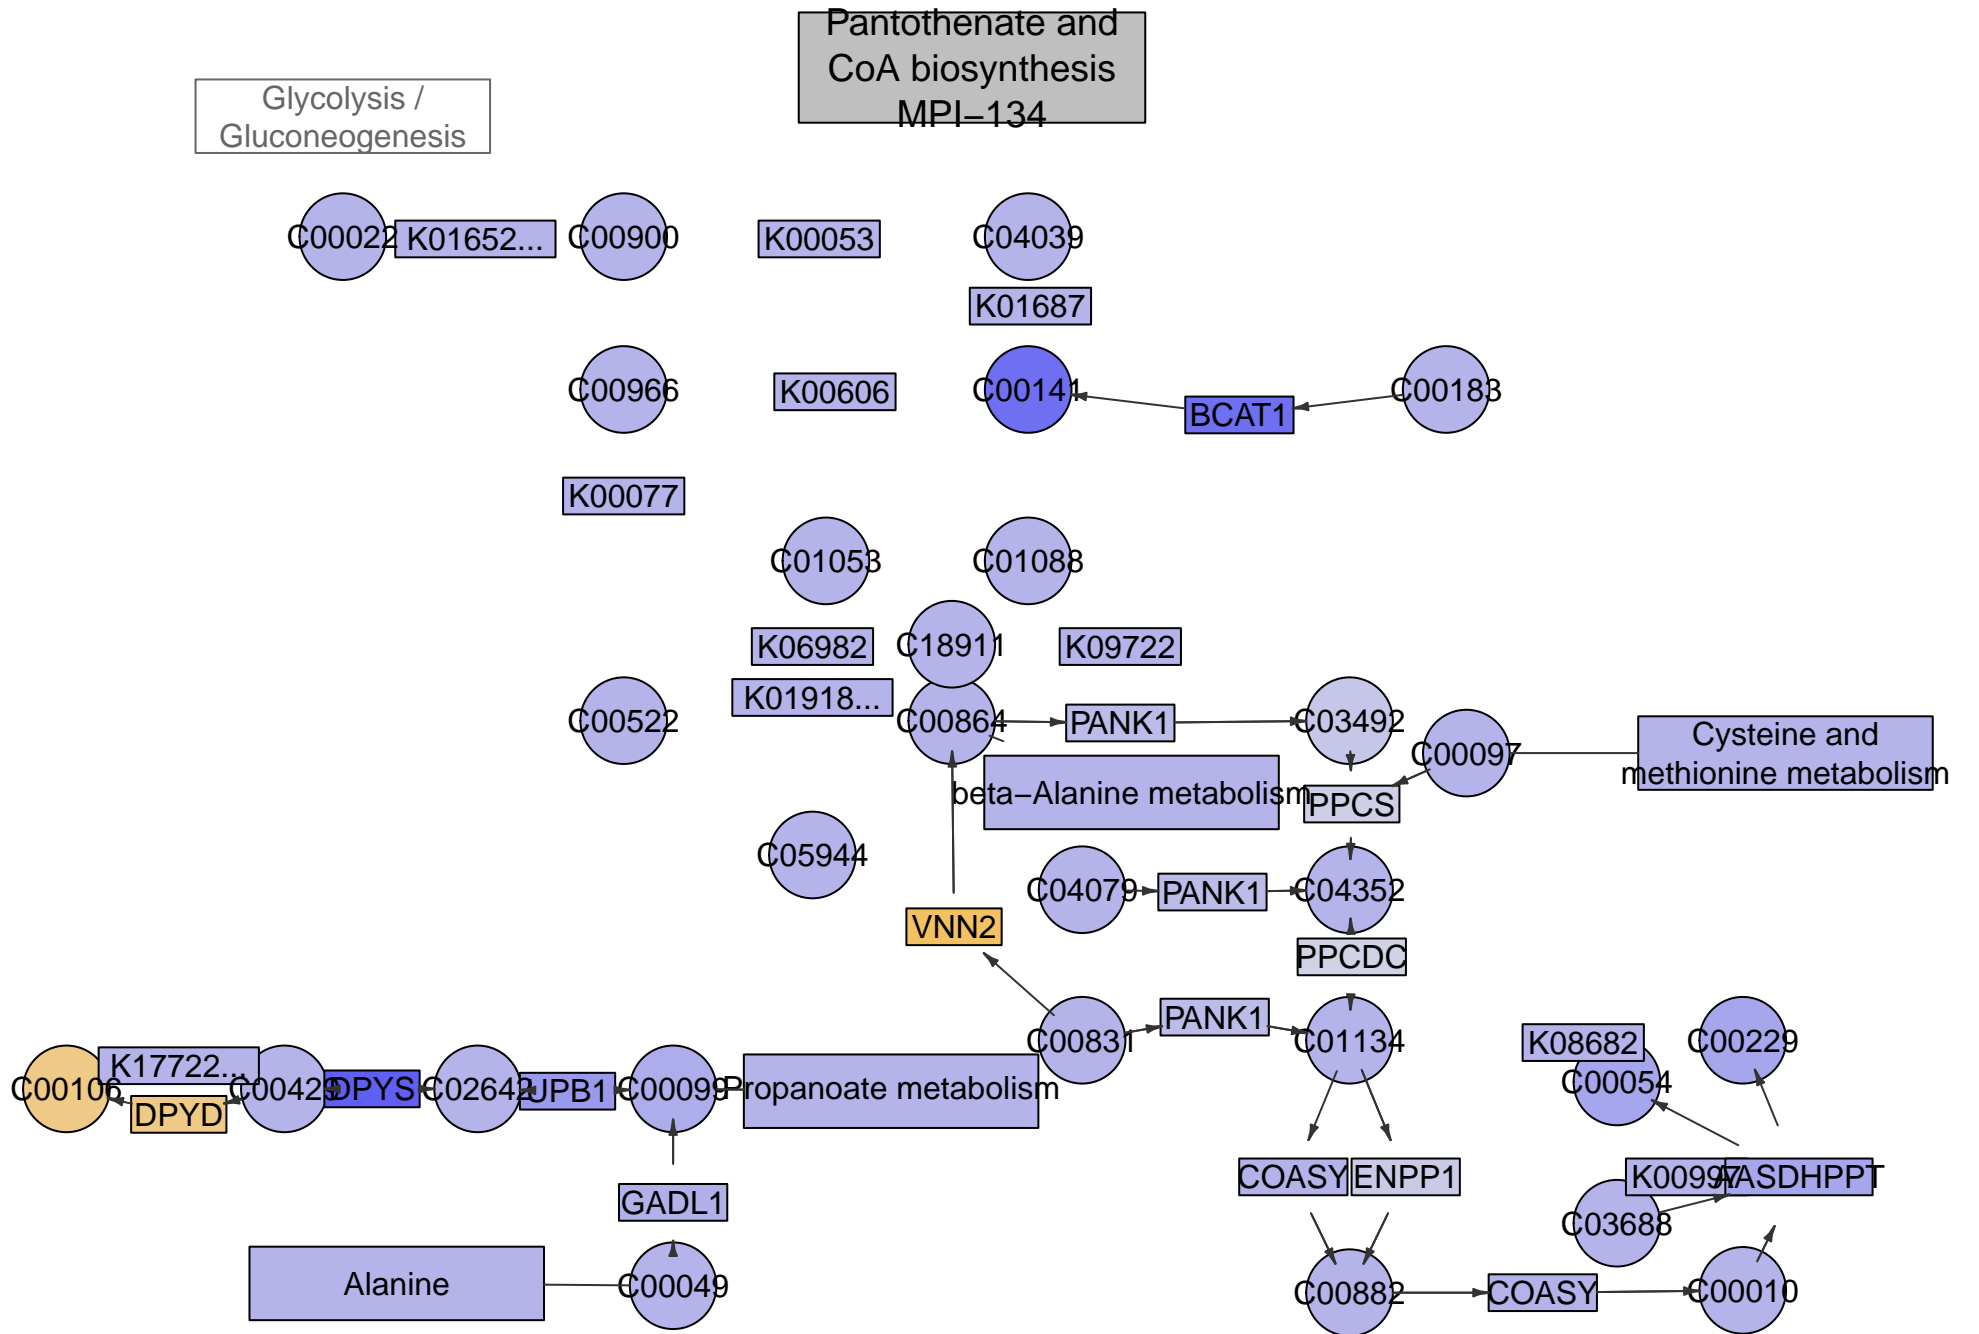 Pantothenate and
CoA biosynthesis
MPI−134
Glycolysis /
Gluconeogenesis
C00022
K01652...
C00900
K00053
C04039
K01687
C00966
K00606
C00141
BCAT1
C00183
K00077
C01053
C01088
K06982
C18911
K09722
K01918...
C00522
C00864
PANK1
C03492
C00097
Cysteine and
methionine metabolism
beta−Alanine metabolism
PPCS
C05944
C04079
PANK1
C04352
VNN2
PPCDC
C00831
PANK1
C01134
K08682
C00229
C00054
C00106
K17722...
DPYD
C00429
DPYS
C02642
UPB1
C00099
Propanoate metabolism
COASY
ENPP1
K00997
AASDHPPT
GADL1
C03688
Alanine
C00049
C00882
COASY
C00010